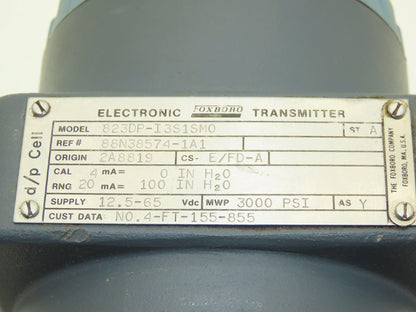 ELECTRONIC FOXBORO TRANSMITTER
MODEL 823DP-I3S1SM0 ST A
REF # 88N38574-1A1
ORIGIN 2A8819 CS- E/FD-A
CAL 4 mA= 0 IN H2O
RNG 20 mA= 100 IN H2O
SUPPLY 12.5-65 Vdc MWP 3000 PSI AS Y
CUST DATA NO.4-FT-155-855
d/p Cell
THE FOXBORO COMPANY
FOXBORO, MA. U.S.A.